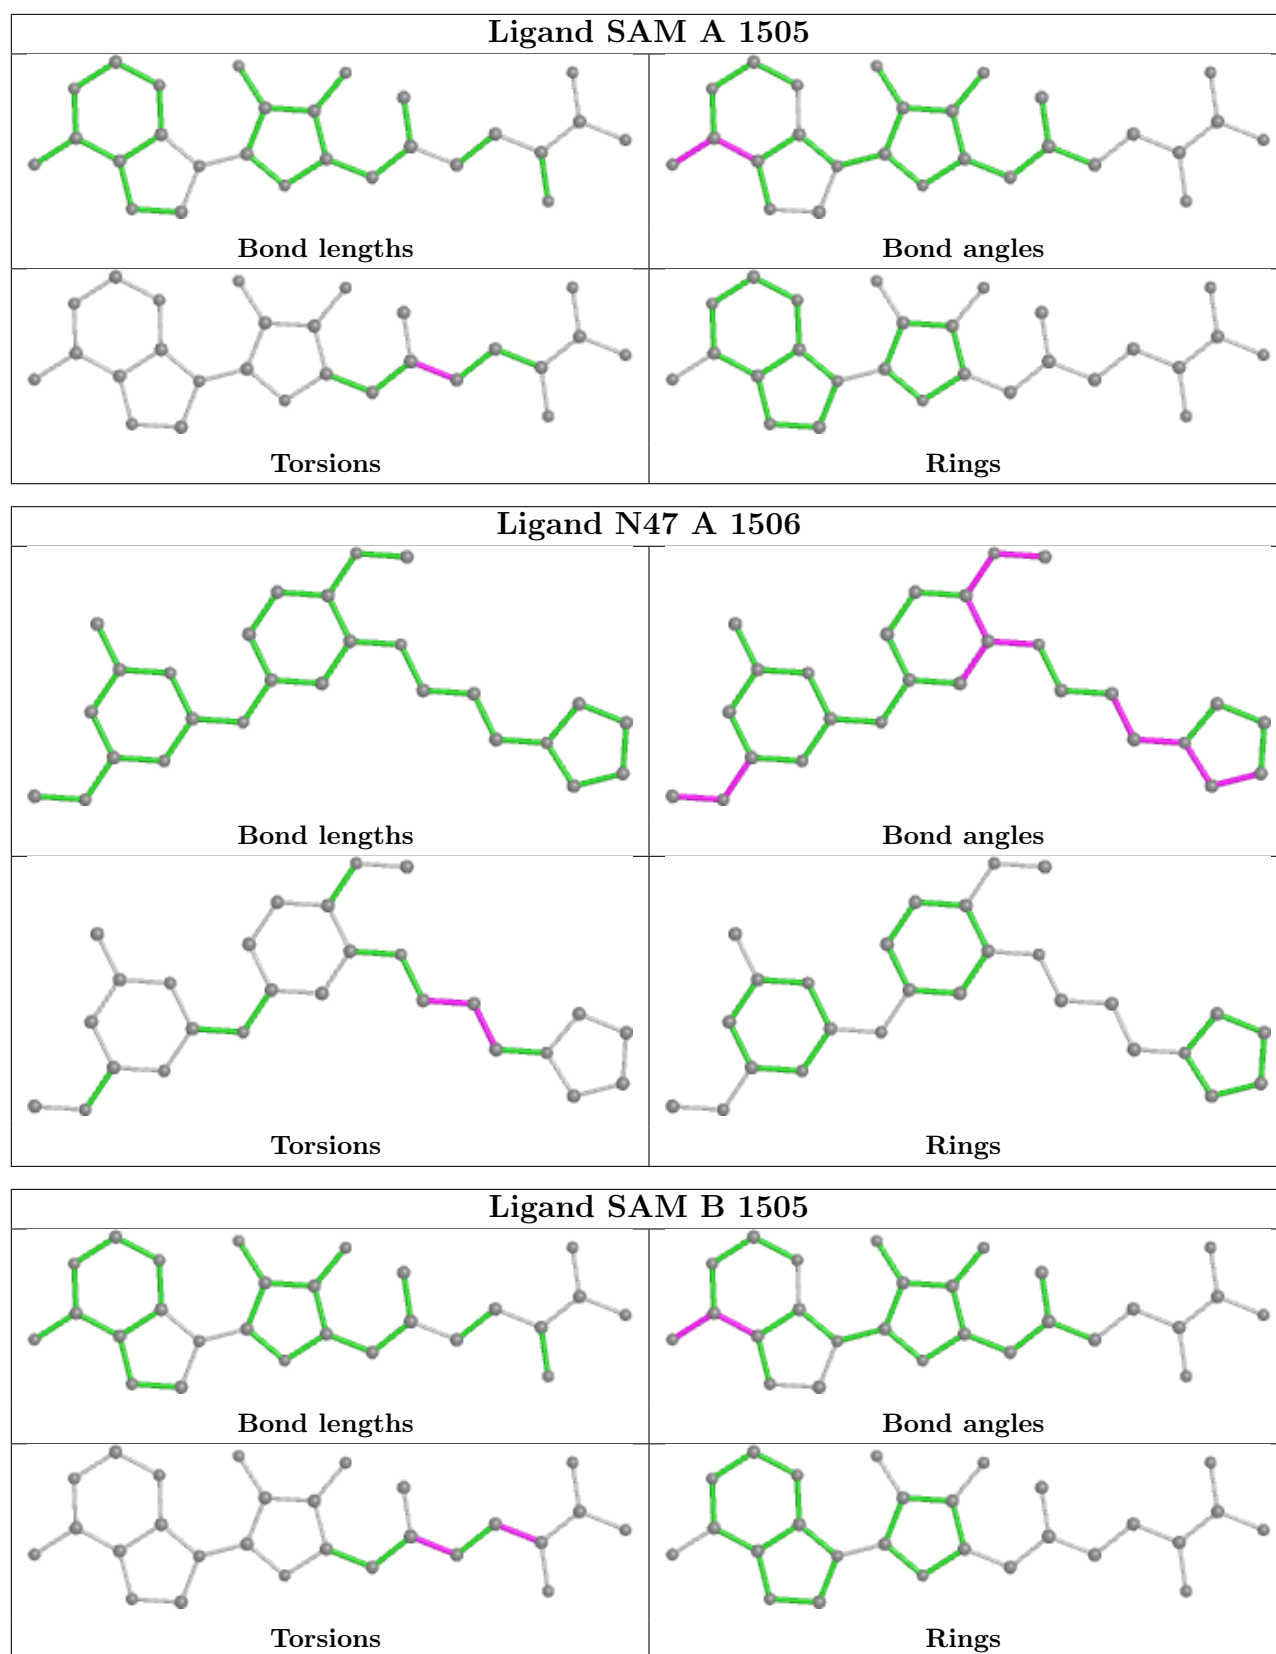 Ligand SAM A 1505
Bond lengths
Bond angles
Torsions
Rings
Ligand N47 A 1506
Bond lengths
Bond angles
Torsions
Rings
Ligand SAM B 1505
Bond lengths
Bond angles
Torsions
Rings